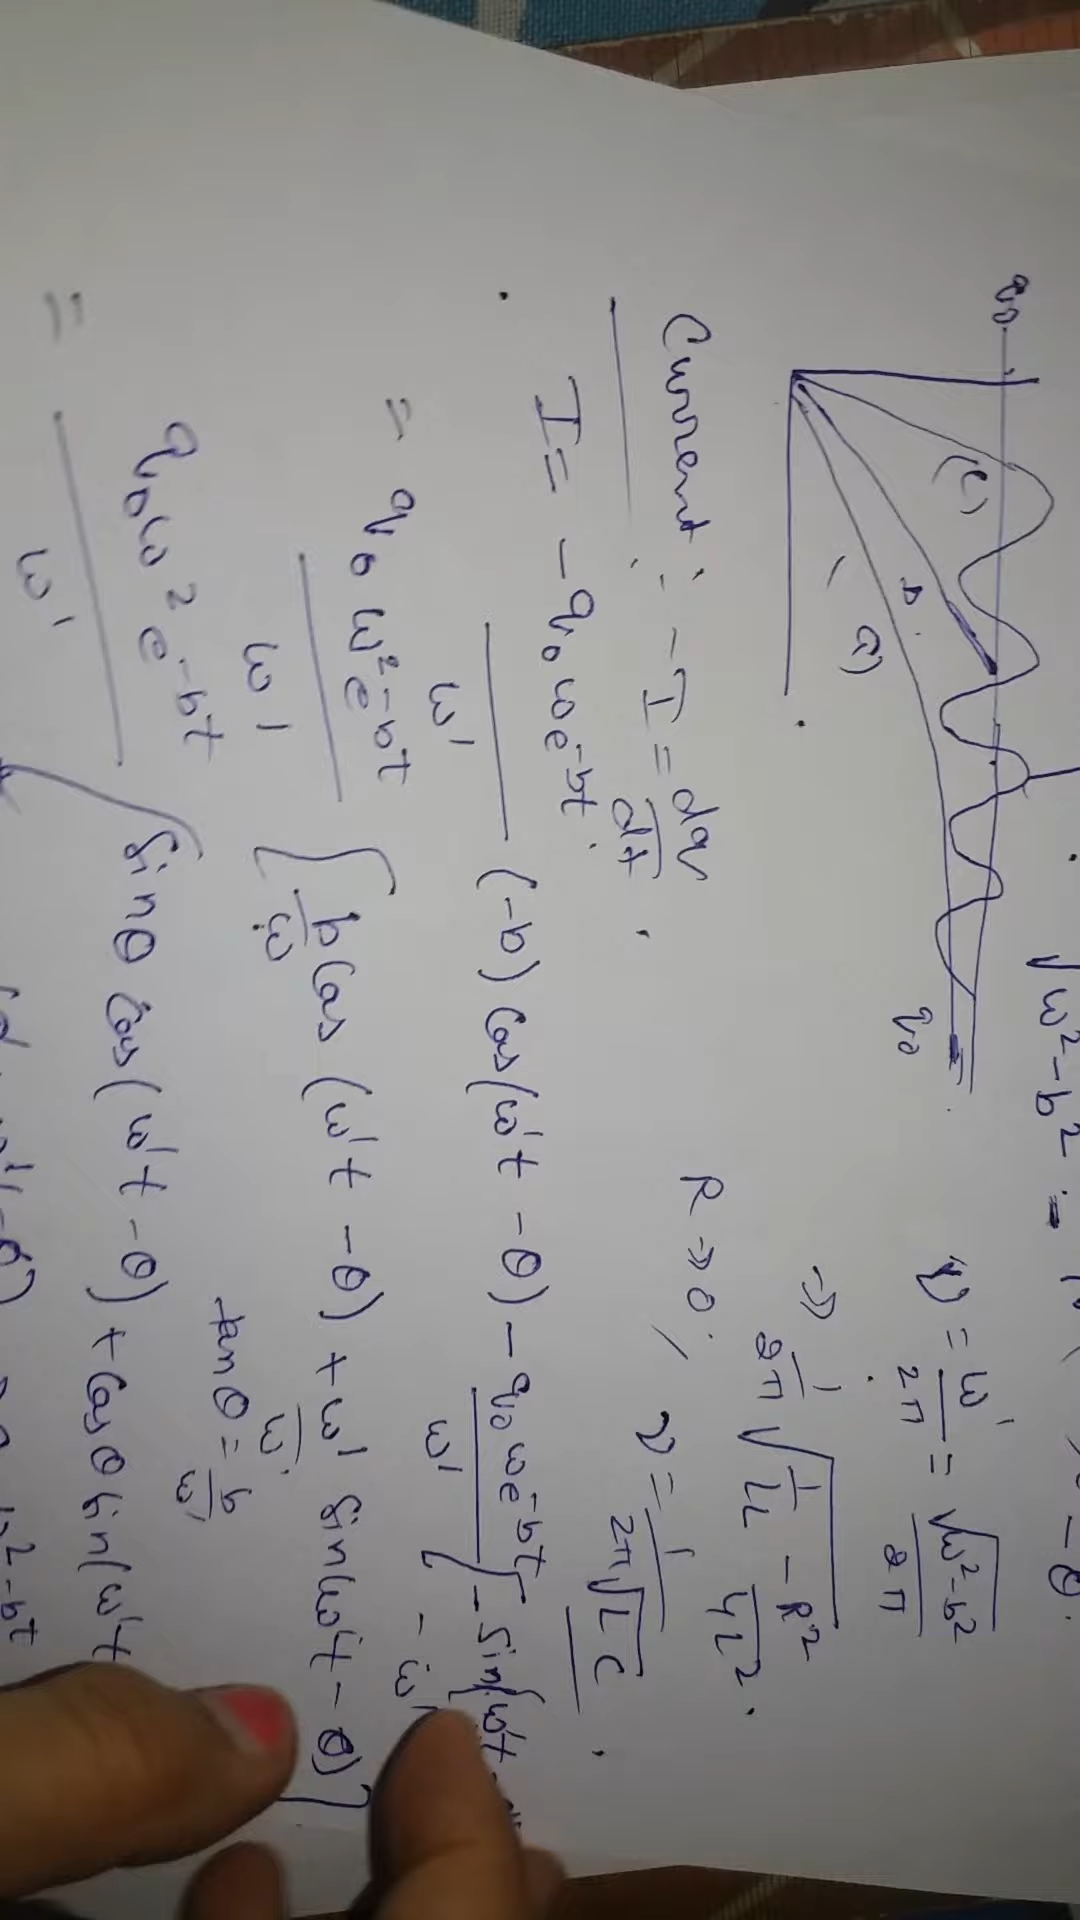 √ω²-b² =
- θ.
ν = ω'/2π = √ω²-b²/2π
q₀
(C)
b.
(a)
q₀
⇒ 1/2π √1/LC - R²/4L².
R → 0, ν = 1/2π√LC
Current :- I = dq/dt.
I = -q₀ωe⁻ᵇᵗ/ω' (-b) Cos(ω't - θ) - q₀ωe⁻ᵇᵗ/ω' [-Sin(ω't
- ω'
= q₀ω²e⁻ᵇᵗ/ω' [b/ω Cos(ω't - θ) + ω'/ω Sin(ω't - θ)]
tanθ = b/ω'
= q₀ω²e⁻ᵇᵗ/ω' [Sinθ Cos(ω't - θ) + Cosθ Sin(ω't